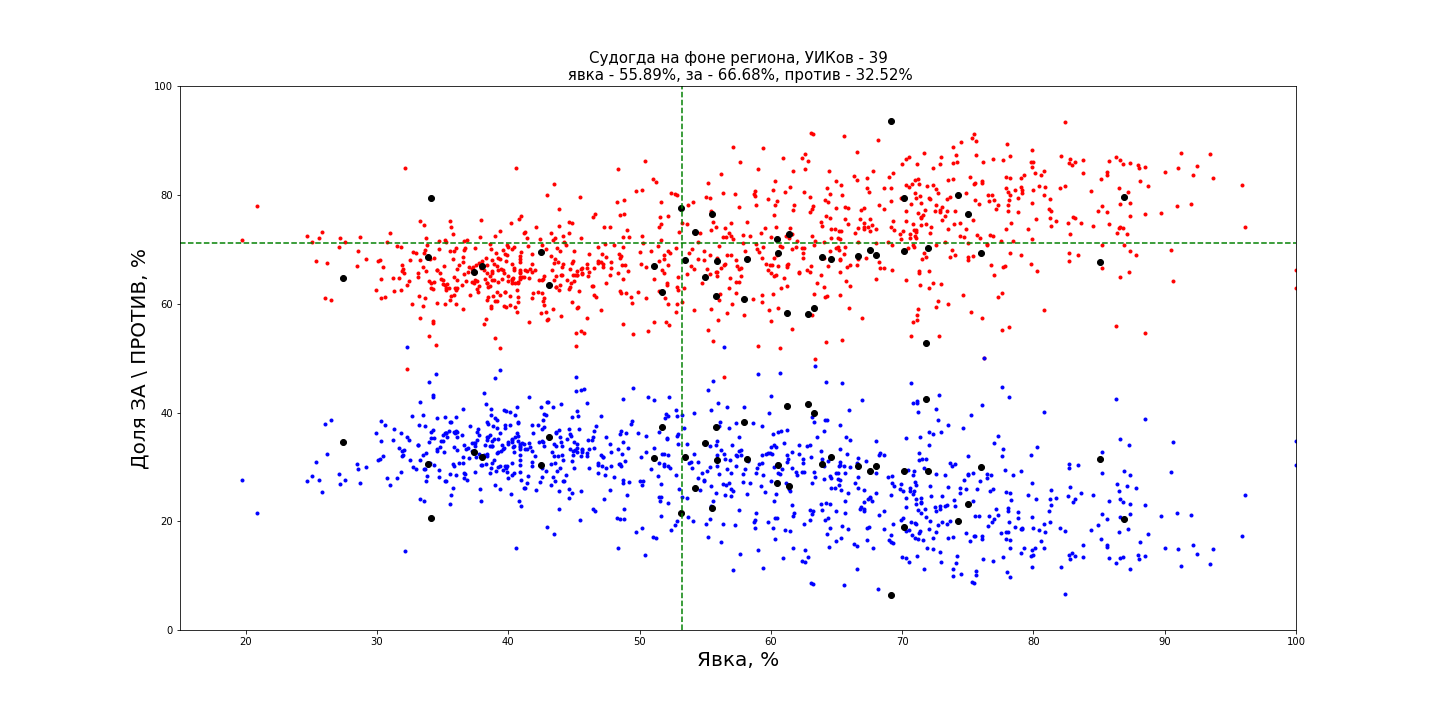 Судогда на фоне региона, УИКов - 39
явка - 55.89%, за - 66.68%, против - 32.52%
100
80
60
40
20
0
Доля ЗА \ ПРОТИВ, %
20 30 40 50 60 70 80 90 100
Явка, %